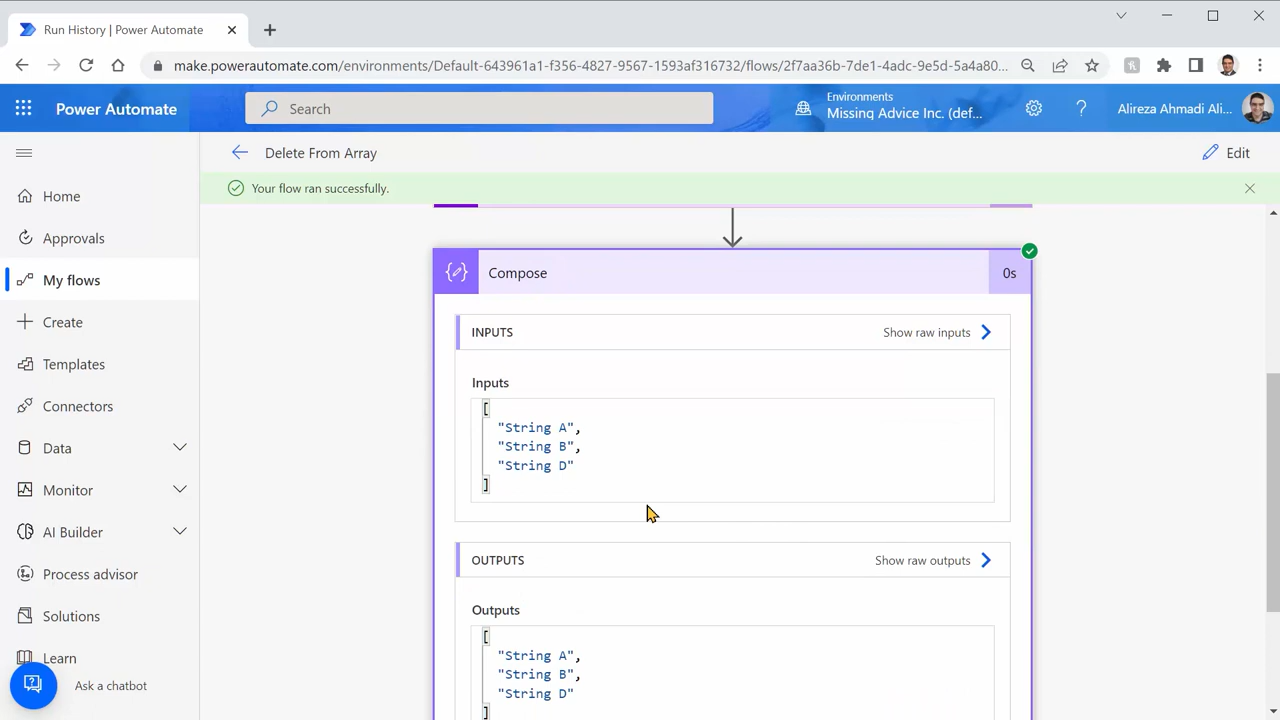 Run History | Power Automate
make.powerautomate.com/environments/Default-643961a1-f356-4827-9567-1593af316732/flows/2f7aa36b-7de1-4adc-9e5d-5a4a80...
Power Automate
Search
Environments
Missing Advice Inc. (def...
?
Alireza Ahmadi Ali...
Delete From Array
Edit
Your flow ran successfully.
Home
Approvals
My flows
Create
Templates
Connectors
Data
Monitor
AI Builder
Process advisor
Solutions
Learn
Ask a chatbot
Compose
0s
INPUTS
Show raw inputs
Inputs
[
"String A",
"String B",
"String D"
]
OUTPUTS
Show raw outputs
Outputs
[
"String A",
"String B",
"String D"
]